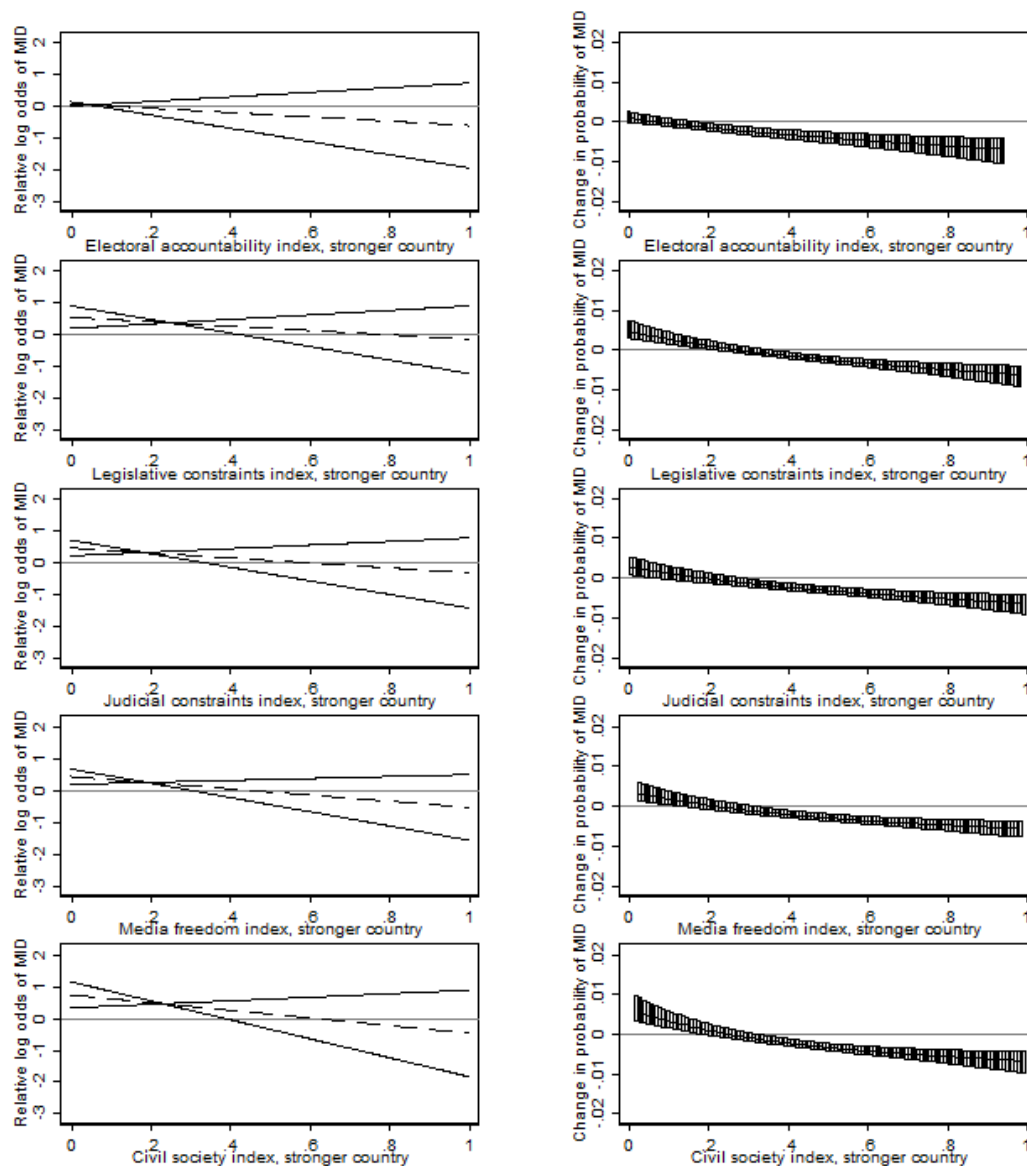 Relative log odds of MID
2
1
0
-1
-2
-3
0 .2 .4 .6 .8 1
Electoral accountability index, stronger country
Change in probability of MID
.02
.01
0
-.01
-.02
0 .2 .4 .6 .8 1
Electoral accountability index, stronger country
Relative log odds of MID
2
1
0
-1
-2
-3
0 .2 .4 .6 .8 1
Legislative constraints index, stronger country
Change in probability of MID
.02
.01
0
-.01
-.02
0 .2 .4 .6 .8 1
Legislative constraints index, stronger country
Relative log odds of MID
2
1
0
-1
-2
-3
0 .2 .4 .6 .8 1
Judicial constraints index, stronger country
Change in probability of MID
.02
.01
0
-.01
-.02
0 .2 .4 .6 .8 1
Judicial constraints index, stronger country
Relative log odds of MID
2
1
0
-1
-2
-3
0 .2 .4 .6 .8 1
Media freedom index, stronger country
Change in probability of MID
.02
.01
0
-.01
-.02
0 .2 .4 .6 .8 1
Media freedom index, stronger country
Relative log odds of MID
2
1
0
-1
-2
-3
0 .2 .4 .6 .8 1
Civil society index, stronger country
Change in probability of MID
.02
.01
0
-.01
-.02
0 .2 .4 .6 .8 1
Civil society index, stronger country